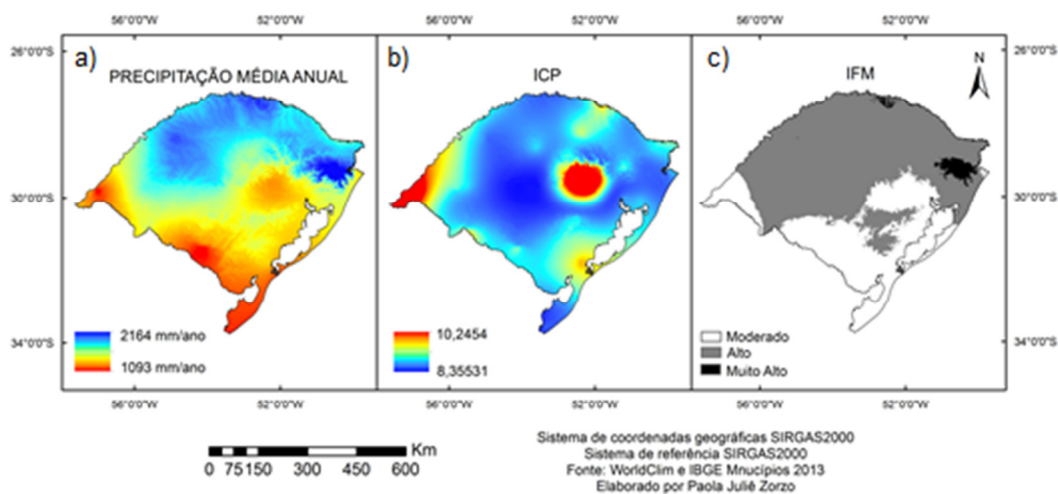 56°0'0"W 52°0'0"W 56°0'0"W 52°0'0"W 56°0'0"W 52°0'0"W
26°0'0"S 26°0'0"S
a) b) c)
PRECIPITAÇÃO MÉDIA ANUAL ICP IFM
N
30°0'0"S 30°0'0"S
2164 mm/ano
1093 mm/ano
10,2454
8,35531
Moderado
Alto
Muito Alto
34°0'0"S 34°0'0"S
56°0'0"W 52°0'0"W 56°0'0"W 52°0'0"W 56°0'0"W 52°0'0"W
Km
0 75 150 300 450 600
Sistema de coordenadas geográficas SIRGAS2000
Sistema de referência SIRGAS2000
Fonte: WorldClim e IBGE Mnucípios 2013
Elaborado por Paola Juliê Zorzo